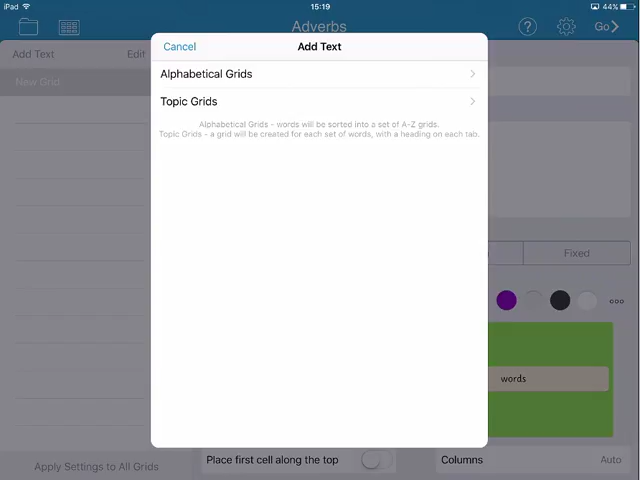 iPad 15:19 44%
Adverbs
Go
Add Text Edit
New Grid
Cancel Add Text
Alphabetical Grids
Topic Grids
Alphabetical Grids - words will be sorted into a set of A-Z grids.
Topic Grids - a grid will be created for each set of words, with a heading on each tab.
Fixed
words
Apply Settings to All Grids
Place first cell along the top
Columns Auto